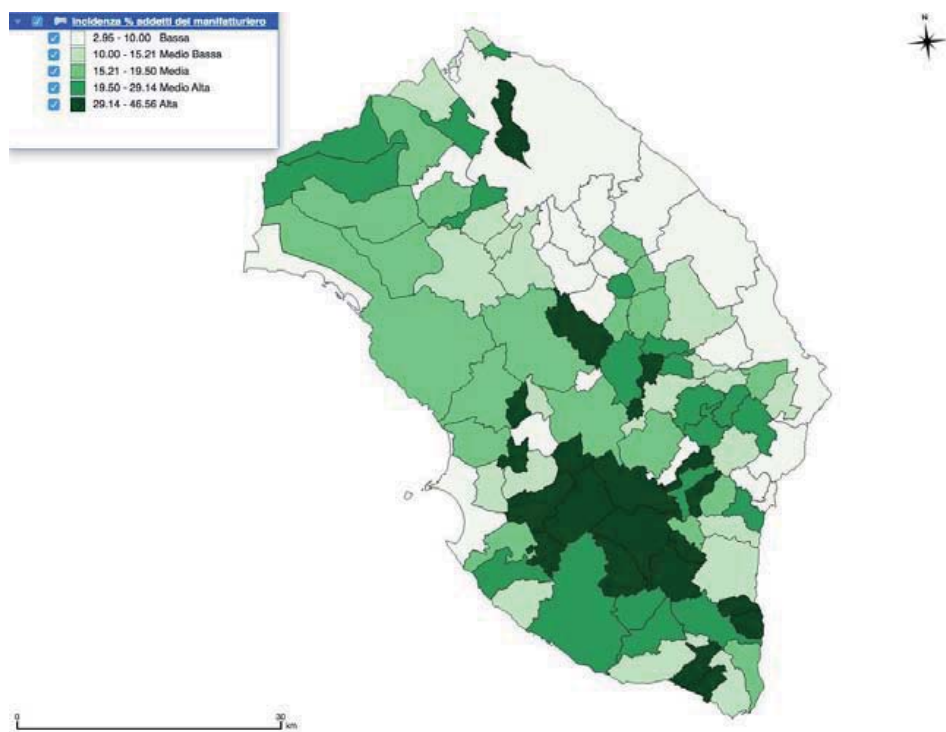 Incidenza % addetti del manifatturiero
2.95 - 10.00 Bassa
10.00 - 15.21 Medio Bassa
15.21 - 19.50 Media
19.50 - 29.14 Medio Alta
29.14 - 46.56 Alta
N
0 30
km